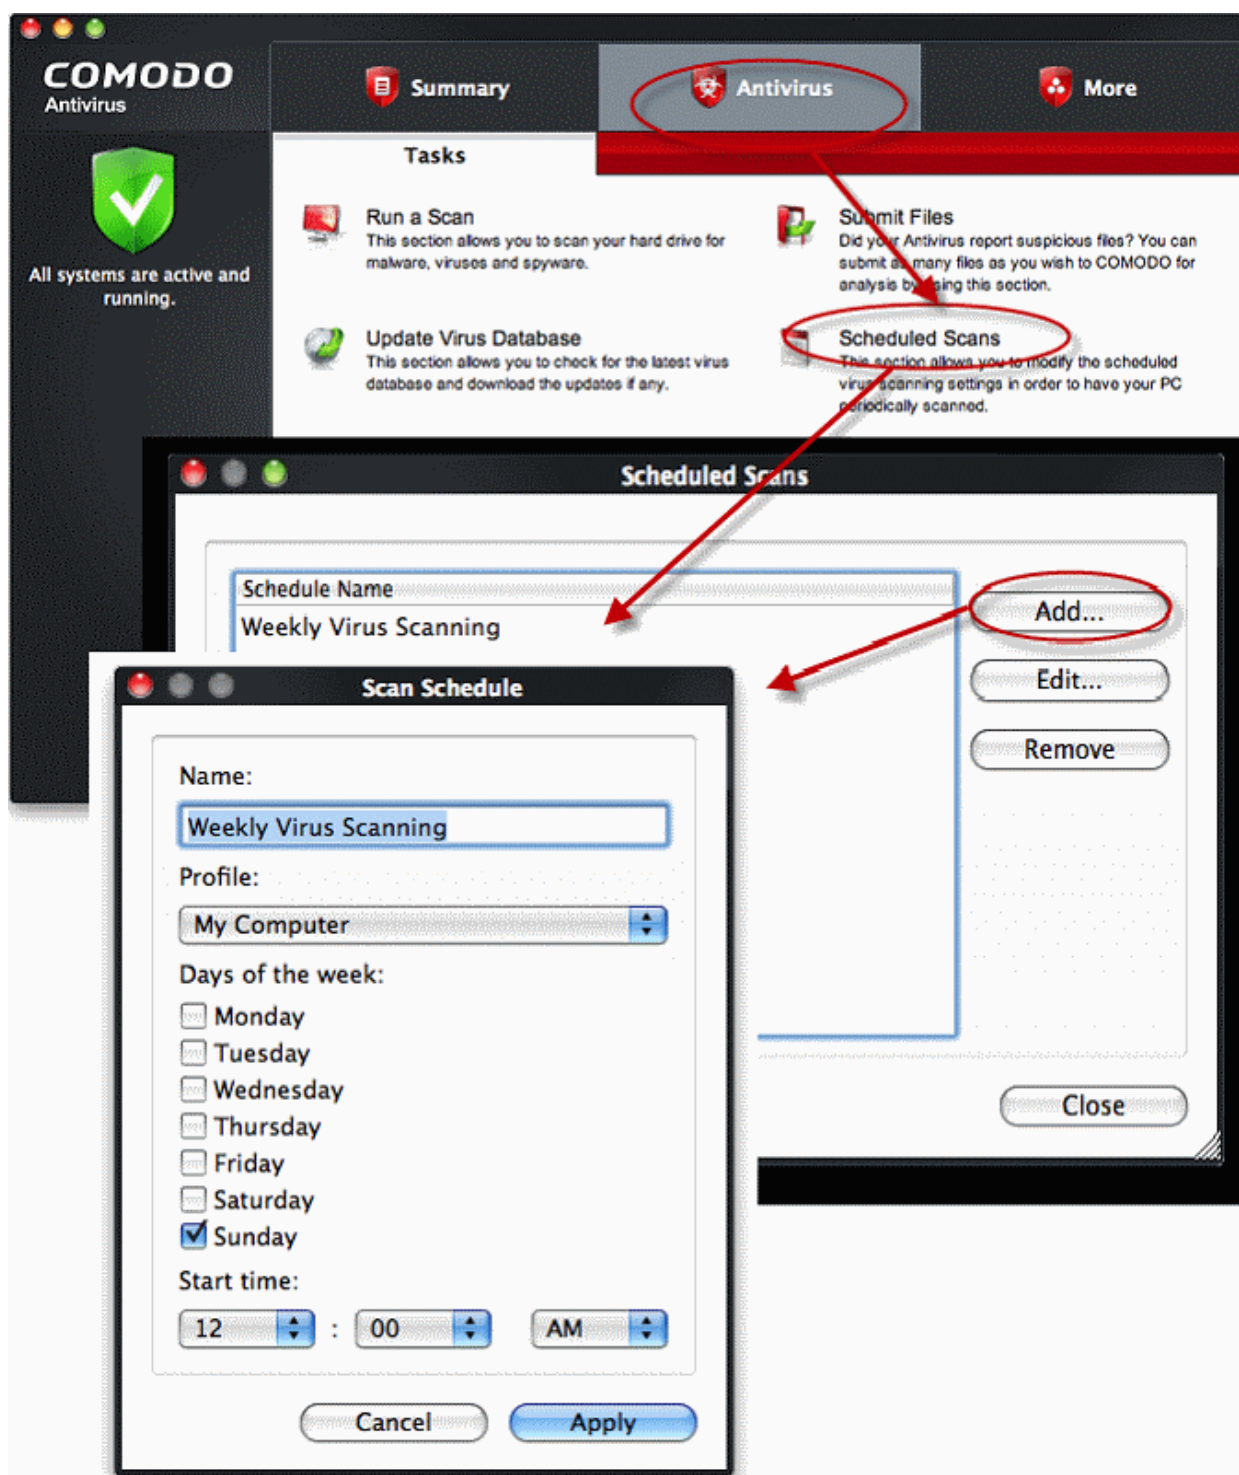 COMODO
Antivirus
Summary
Antivirus
More
All systems are active and
running.
Tasks
Run a Scan
This section allows you to scan your hard drive for
malware, viruses and spyware.
Submit Files
Did your Antivirus report suspicious files? You can
submit as many files as you wish to COMODO for
analysis by using this section.
Update Virus Database
This section allows you to check for the latest virus
database and download the updates if any.
Scheduled Scans
This section allows you to modify the scheduled
virus scanning settings in order to have your PC
periodically scanned.
Scheduled Scans
Schedule Name
Weekly Virus Scanning
Add...
Edit...
Remove
Close
Scan Schedule
Name:
Weekly Virus Scanning
Profile:
My Computer
Days of the week:
Monday
Tuesday
Wednesday
Thursday
Friday
Saturday
Sunday
Start time:
12 : 00 AM
Cancel
Apply